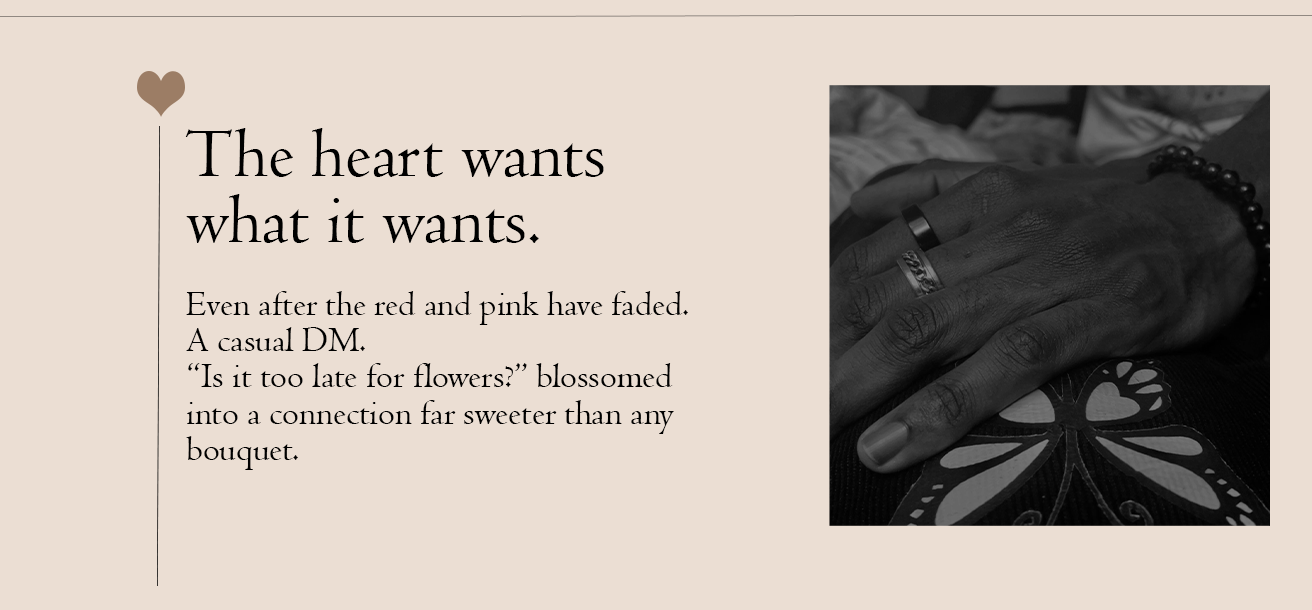 The heart wants
what it wants.
Even after the red and pink have faded.
A casual DM.
“Is it too late for flowers?” blossomed
into a connection far sweeter than any
bouquet.